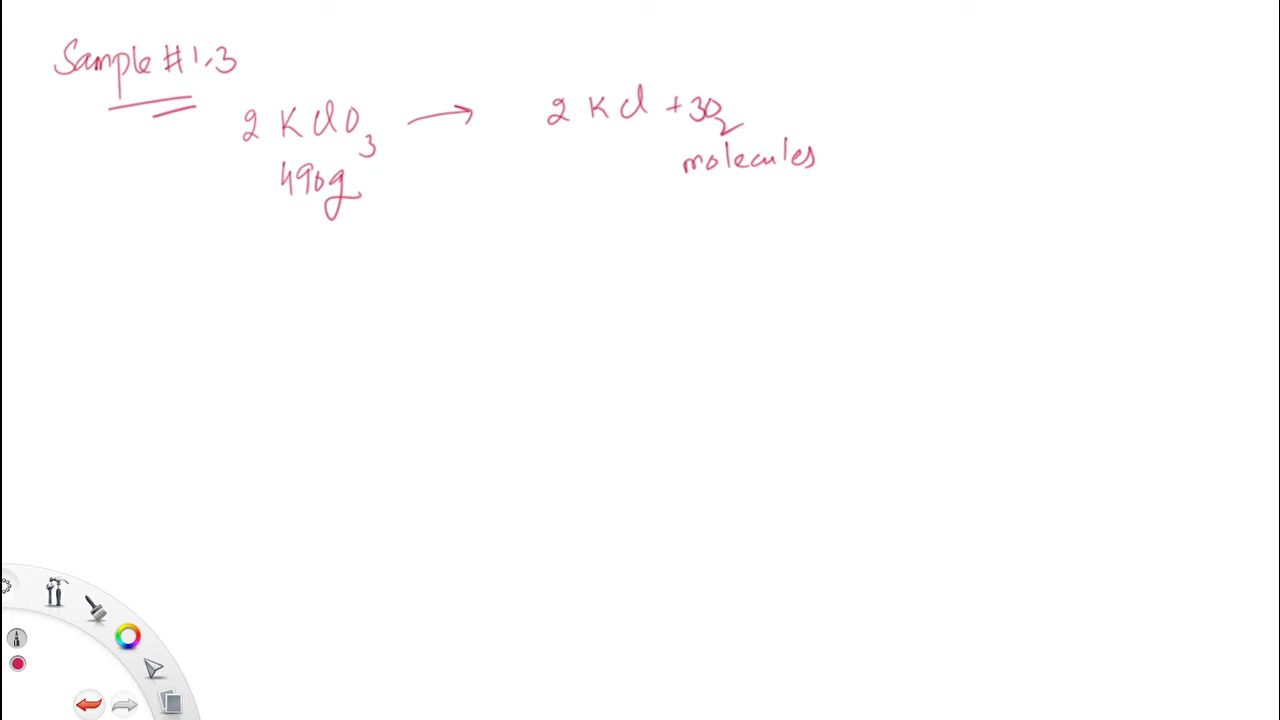 Sample #1.3
2 KClO3 → 2 KCl + 3O2
490g molecules